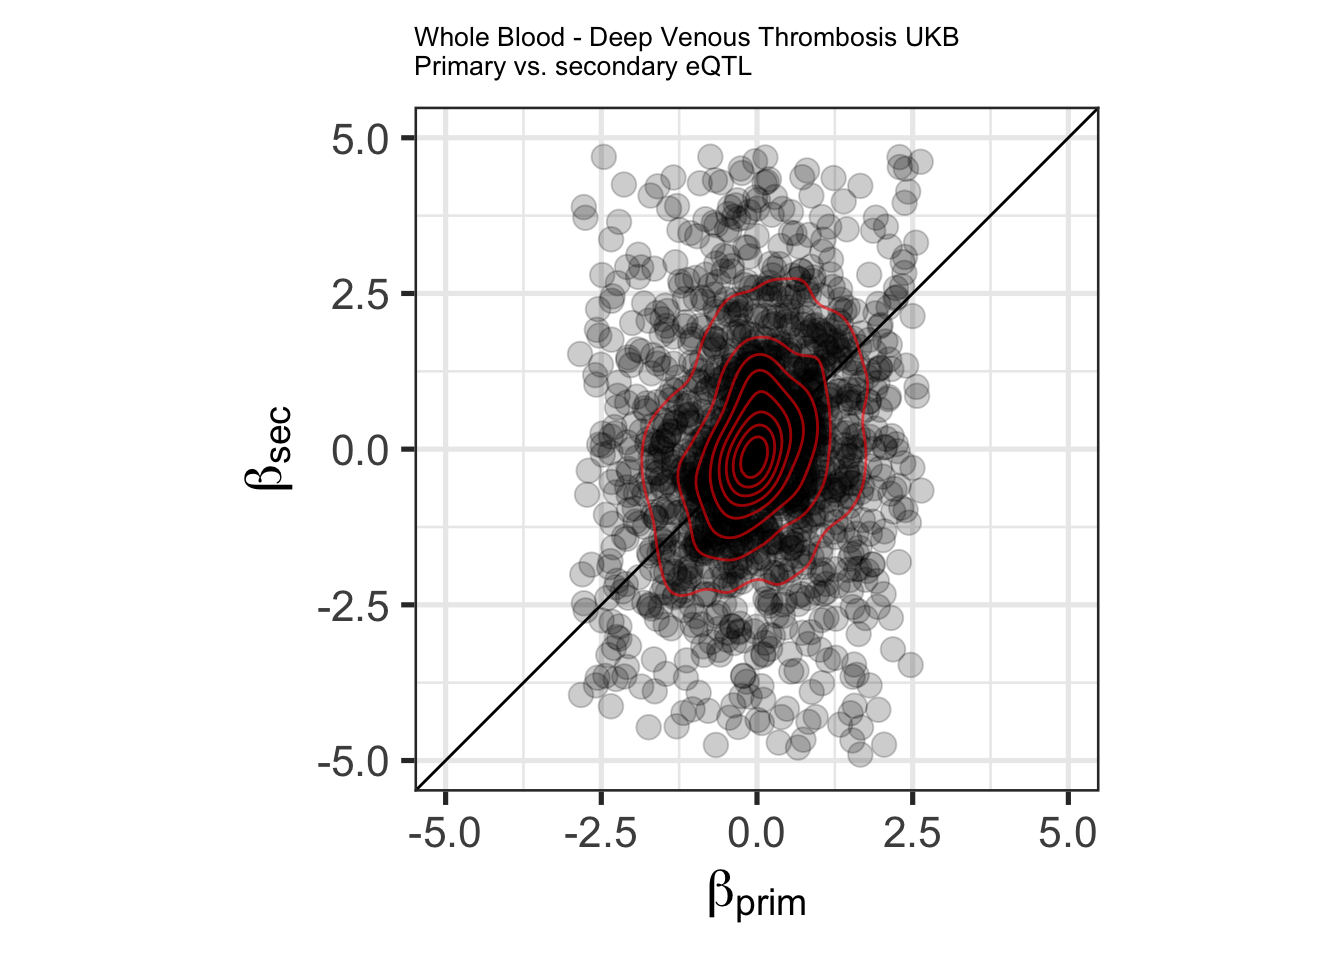 Whole Blood - Deep Venous Thrombosis UKB
Primary vs. secondary eQTL
5.0
2.5
0.0
-2.5
-5.0
βsec
-5.0 -2.5 0.0 2.5 5.0
βprim